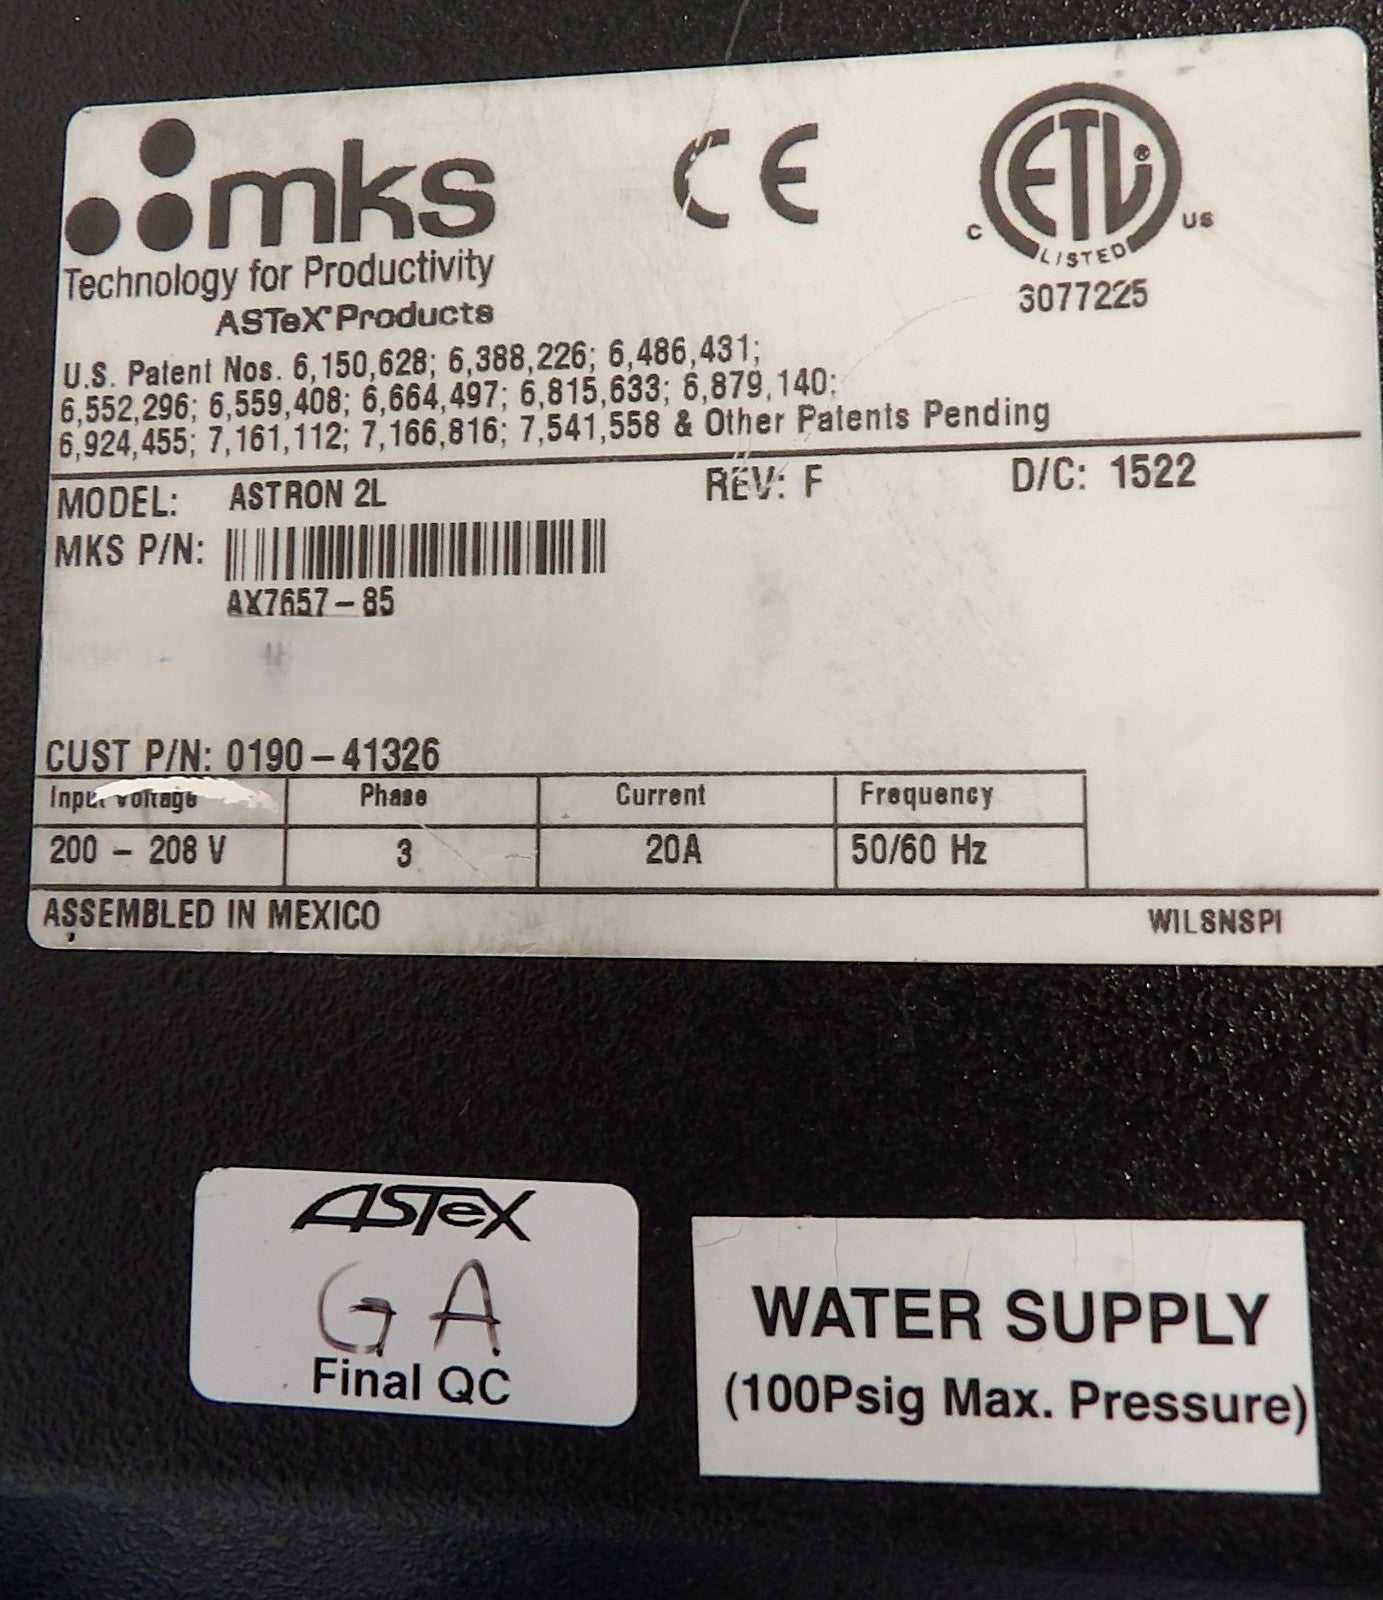 mks
CE
ETL®
C LISTED US
3077225
Technology for Productivity
ASTeX® Products
U.S. Patent Nos. 6,150,628; 6,388,226; 6,486,431;
6,552,296; 6,559,408; 6,664,497; 6,815,633; 6,879,140;
6,924,455; 7,161,112; 7,166,816; 7,541,558 & Other Patents Pending
MODEL: ASTRON 2L REV: F D/C: 1522
MKS P/N:
AX7657-85
CUST P/N: 0190-41326
Input Voltage Phase Current Frequency
200 - 208 V 3 20A 50/60 Hz
ASSEMBLED IN MEXICO WILSNSPI
ASTeX
GA
Final QC
WATER SUPPLY
(100Psig Max. Pressure)